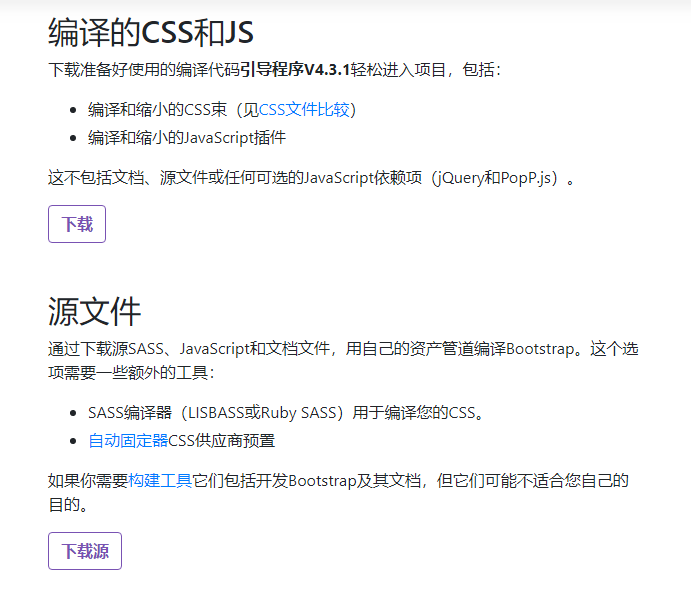 编译的CSS和JS
下载准备好使用的编译代码引导程序V4.3.1轻松进入项目，包括：
编译和缩小的CSS束（见CSS文件比较）
编译和缩小的JavaScript插件
这不包括文档、源文件或任何可选的JavaScript依赖项（jQuery和PopP.js）。
下载
源文件
通过下载源SASS、JavaScript和文档文件，用自己的资产管道编译Bootstrap。这个选
项需要一些额外的工具：
SASS编译器（LISBASS或Ruby SASS）用于编译您的CSS。
自动固定器CSS供应商预置
如果你需要构建工具它们包括开发Bootstrap及其文档，但它们可能不适合您自己的
目的。
下载源